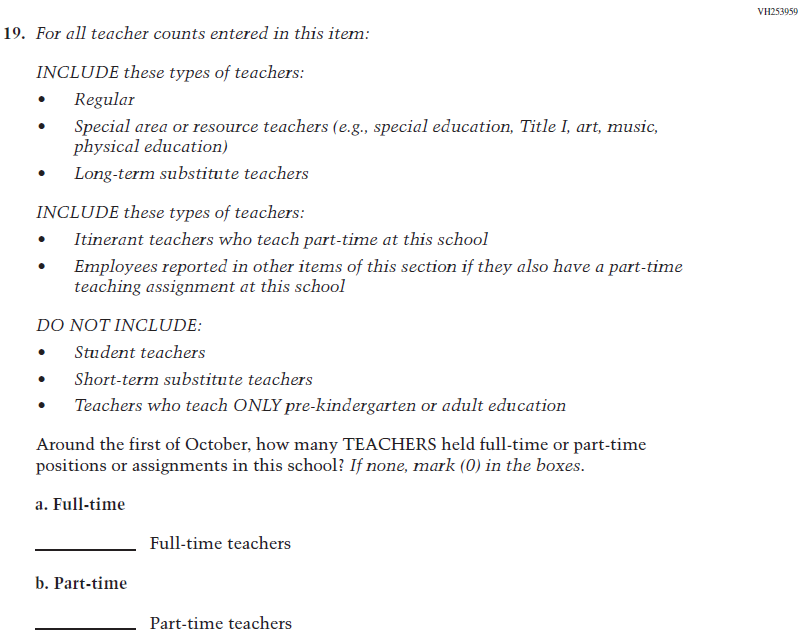 VH253959
19. For all teacher counts entered in this item:
INCLUDE these types of teachers:
• Regular
• Special area or resource teachers (e.g., special education, Title I, art, music,
physical education)
• Long-term substitute teachers
INCLUDE these types of teachers:
• Itinerant teachers who teach part-time at this school
• Employees reported in other items of this section if they also have a part-time
teaching assignment at this school
DO NOT INCLUDE:
• Student teachers
• Short-term substitute teachers
• Teachers who teach ONLY pre-kindergarten or adult education
Around the first of October, how many TEACHERS held full-time or part-time
positions or assignments in this school? If none, mark (0) in the boxes.
a. Full-time
__________ Full-time teachers
b. Part-time
__________ Part-time teachers